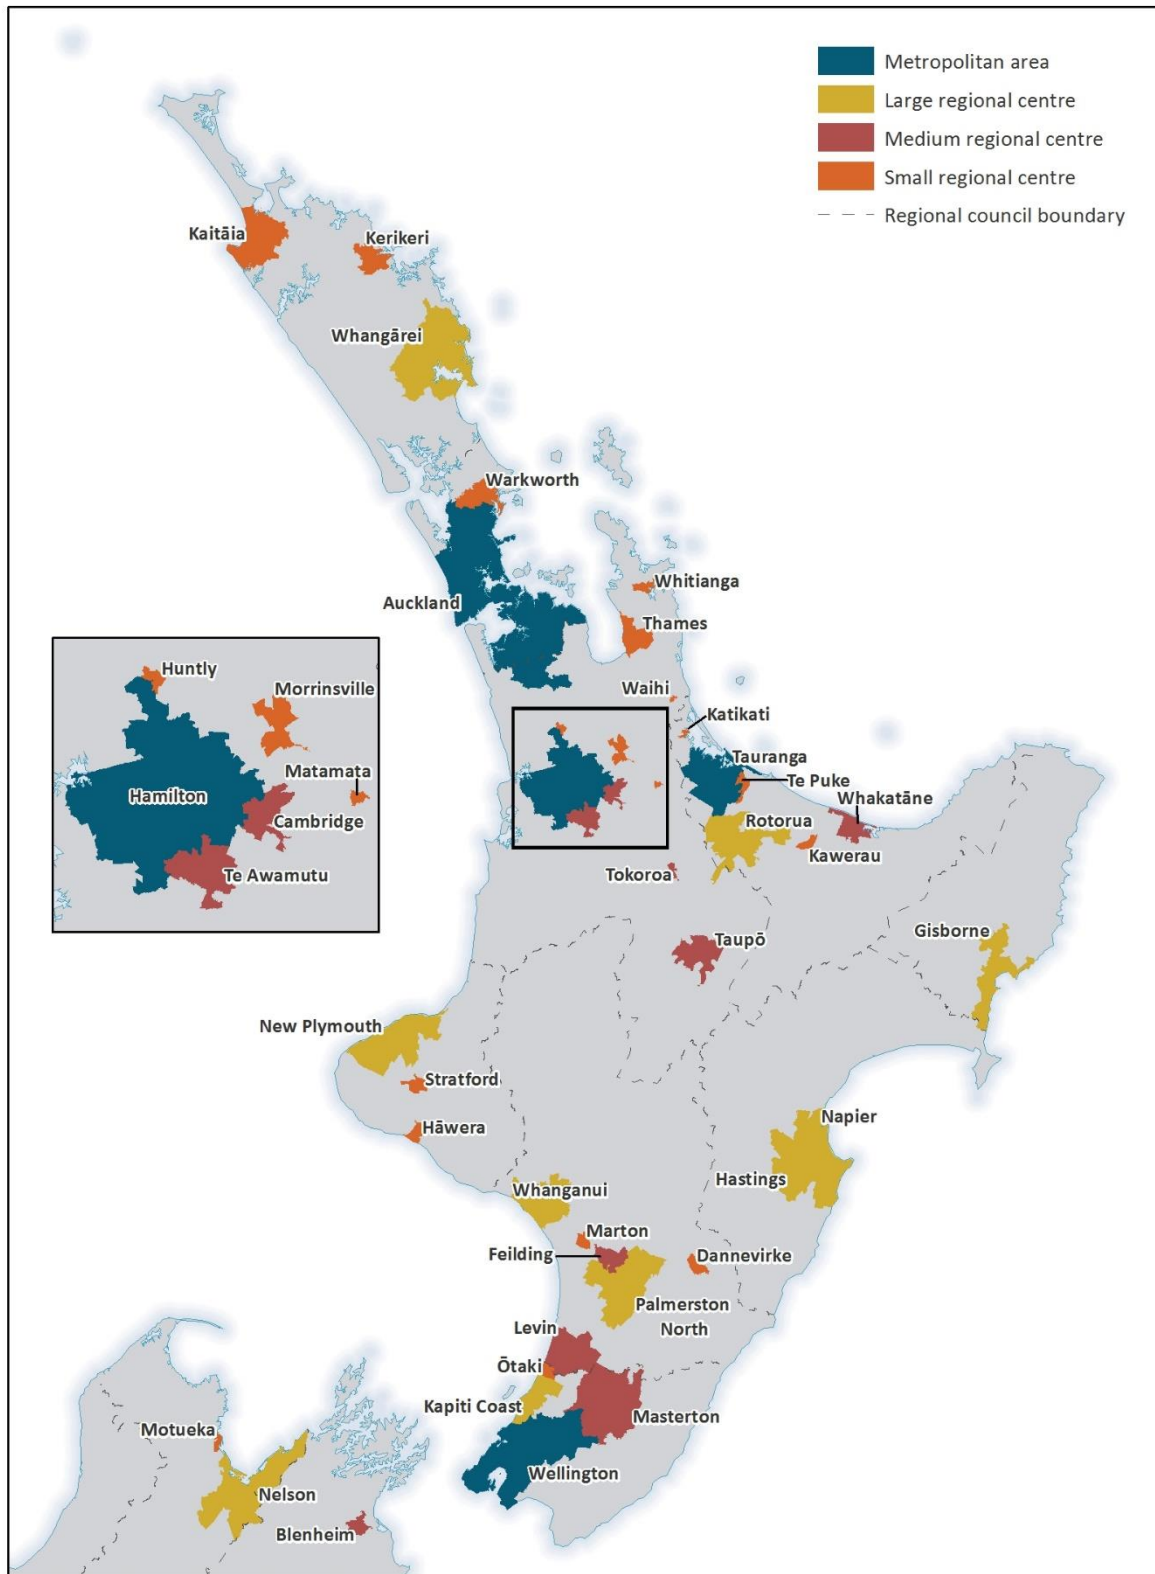 Metropolitan area
Large regional centre
Medium regional centre
Small regional centre
Regional council boundary
Kaitāia
Kerikeri
Whangārei
Warkworth
Auckland
Whitianga
Thames
Waihi
Katikati
Tauranga
Te Puke
Whakatāne
Rotorua
Kawerau
Tokoroa
Huntly
Morrinsville
Matamata
Hamilton
Cambridge
Te Awamutu
Taupō
Gisborne
New Plymouth
Stratford
Hāwera
Napier
Hastings
Whanganui
Marton
Feilding
Dannevirke
Palmerston
North
Levin
Ōtaki
Kapiti Coast
Masterton
Wellington
Motueka
Nelson
Blenheim